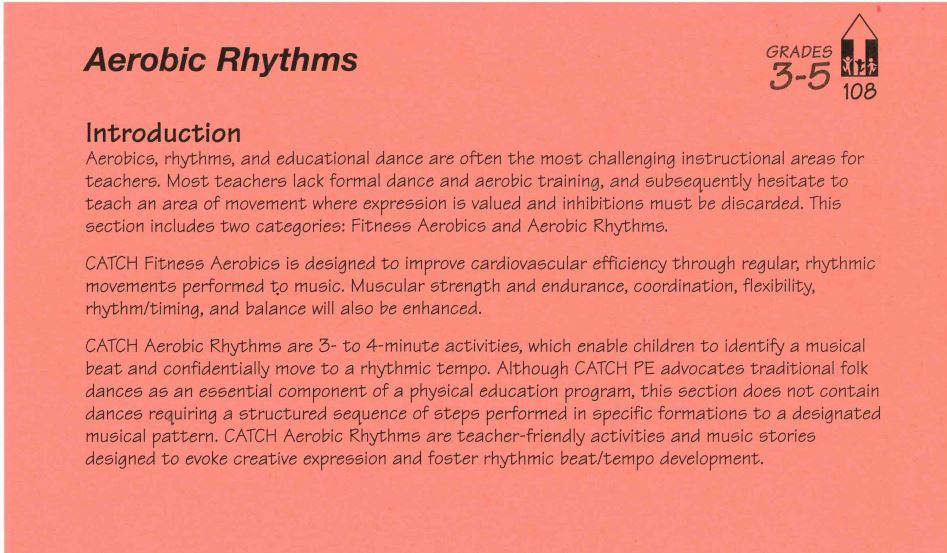 Aerobic Rhythms
GRADES
3-5
108
Introduction
Aerobics, rhythms, and educational dance are often the most challenging instructional areas for
teachers. Most teachers lack formal dance and aerobic training, and subsequently hesitate to
teach an area of movement where expression is valued and inhibitions must be discarded. This
section includes two categories: Fitness Aerobics and Aerobic Rhythms.
CATCH Fitness Aerobics is designed to improve cardiovascular efficiency through regular, rhythmic
movements performed to music. Muscular strength and endurance, coordination, flexibility,
rhythm/timing, and balance will also be enhanced.
CATCH Aerobic Rhythms are 3- to 4-minute activities, which enable children to identify a musical
beat and confidentially move to a rhythmic tempo. Although CATCH PE advocates traditional folk
dances as an essential component of a physical education program, this section does not contain
dances requiring a structured sequence of steps performed in specific formations to a designated
musical pattern. CATCH Aerobic Rhythms are teacher-friendly activities and music stories
designed to evoke creative expression and foster rhythmic beat/tempo development.